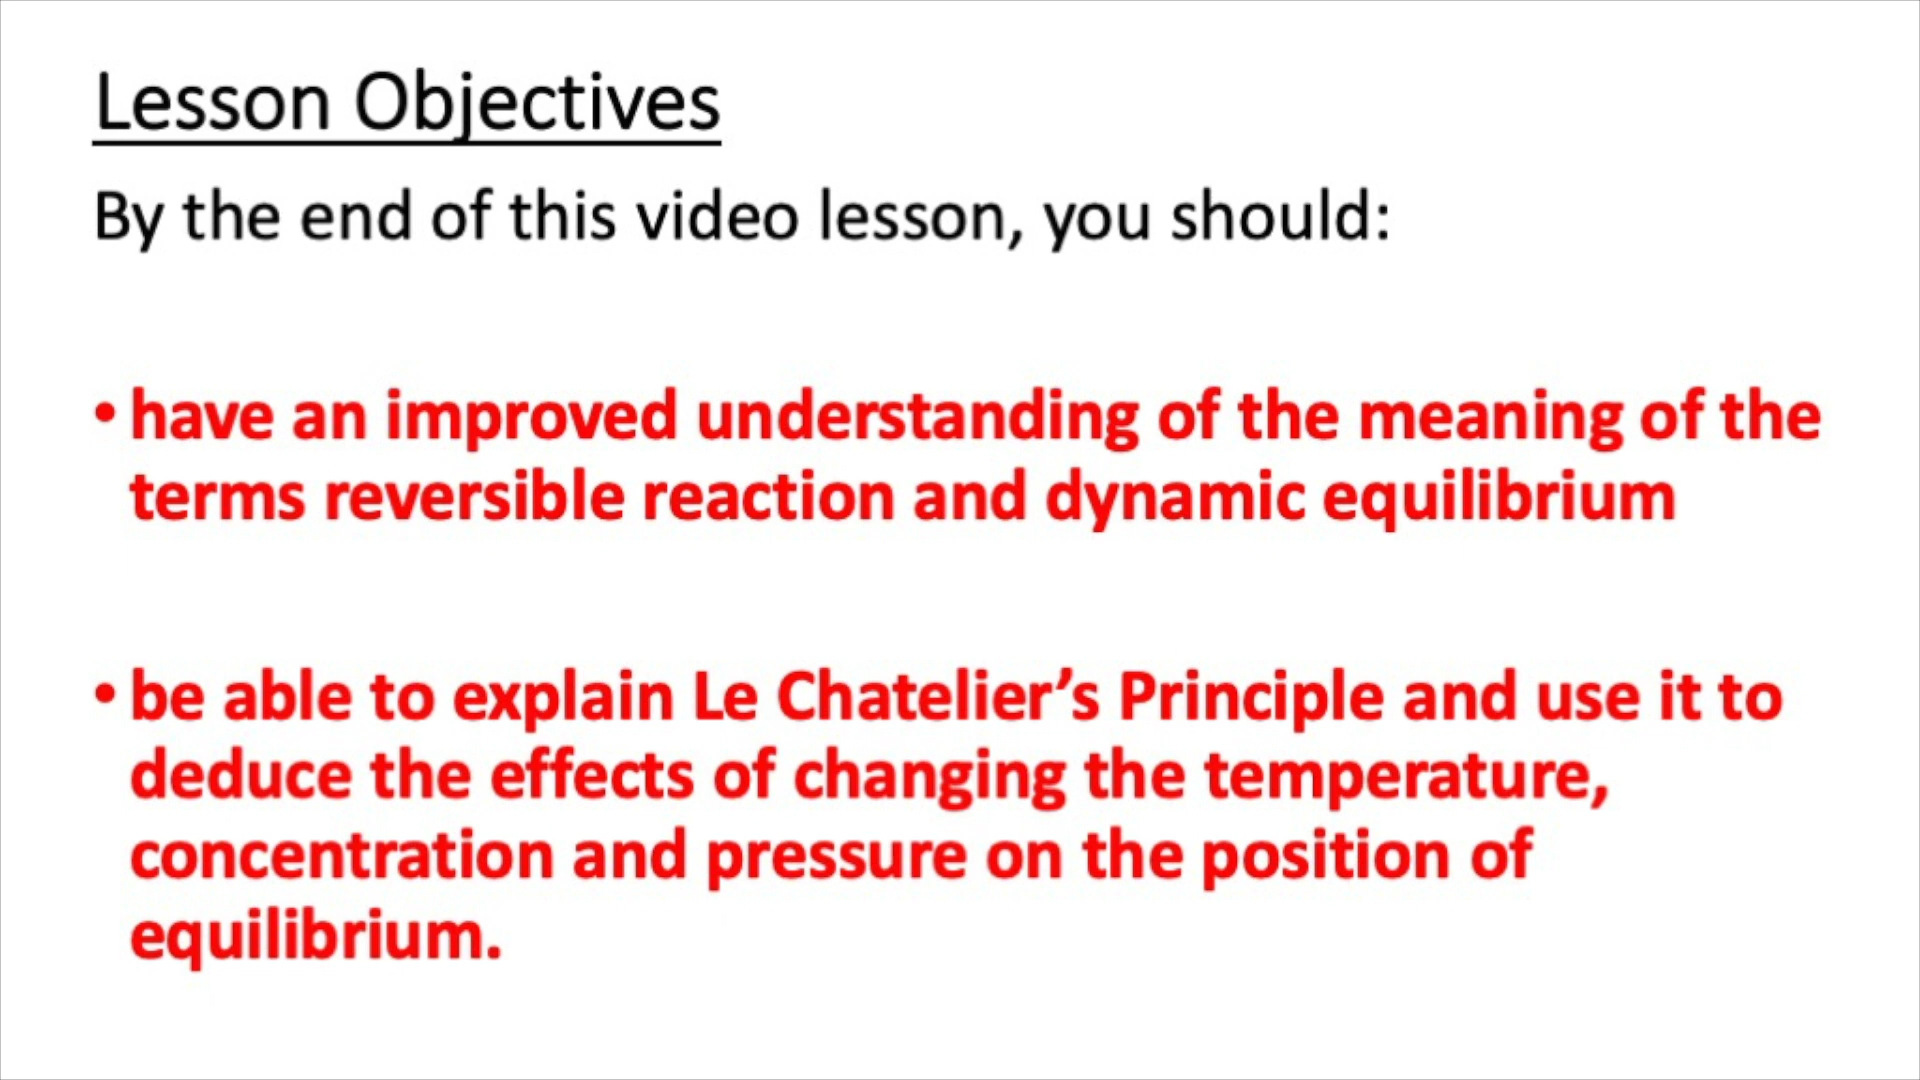 Lesson Objectives
By the end of this video lesson, you should:
• have an improved understanding of the meaning of the
terms reversible reaction and dynamic equilibrium
• be able to explain Le Chatelier’s Principle and use it to
deduce the effects of changing the temperature,
concentration and pressure on the position of
equilibrium.